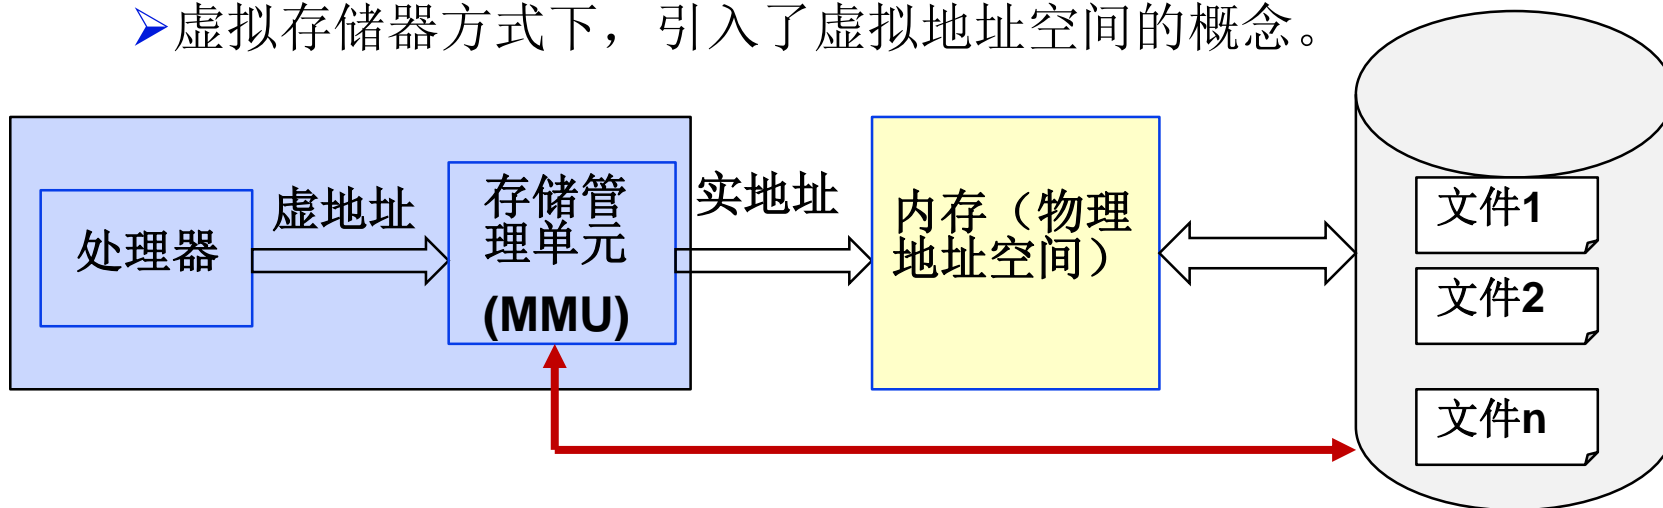 ➢虚拟存储器方式下，引入了虚拟地址空间的概念。
处理器
虚地址
存储管
理单元
(MMU)
实地址
内存（物理
地址空间）
文件1
文件2
文件n